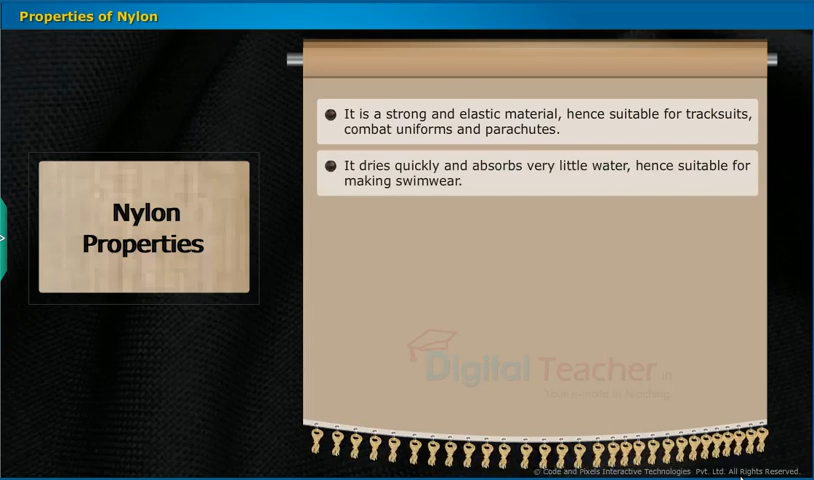 Properties of Nylon
It is a strong and elastic material, hence suitable for tracksuits,
combat uniforms and parachutes.
It dries quickly and absorbs very little water, hence suitable for
making swimwear.
Nylon
Properties
Digital Teacher.in
© Code and Pixels Interactive Technologies Pvt. Ltd. All Rights Reserved.